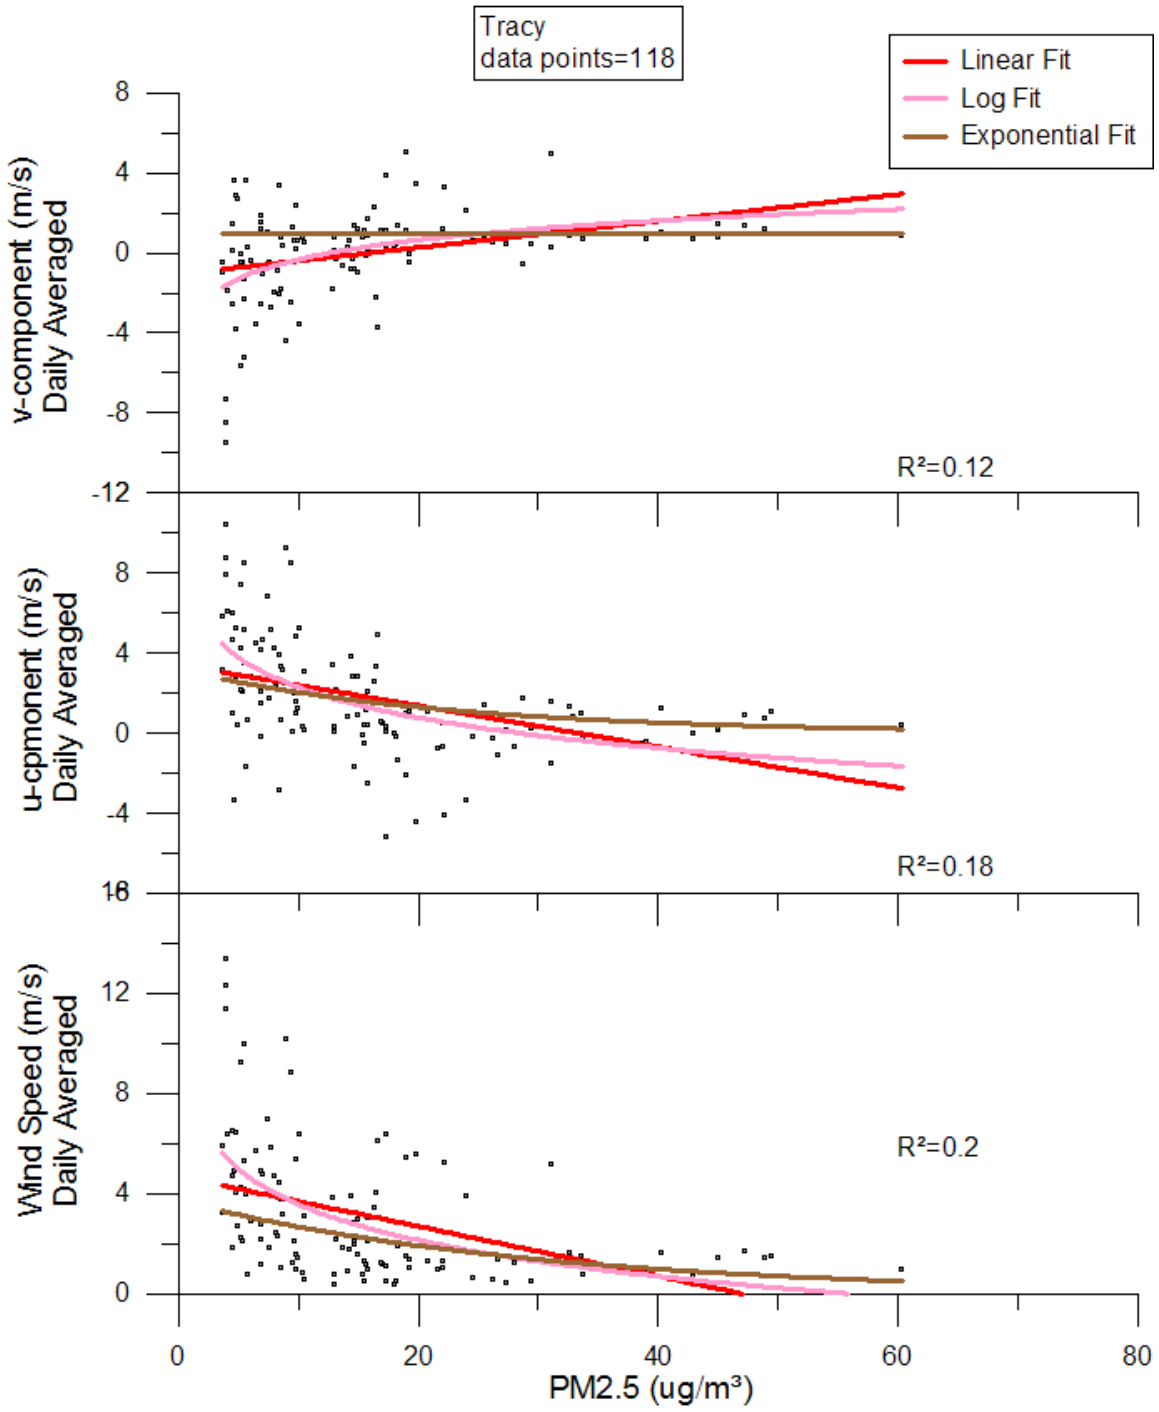 Tracy
data points=118
Linear Fit
Log Fit
Exponential Fit
v-component (m/s)
Daily Averaged
8
4
0
-4
-8
-12
R²=0.12
u-cpmonent (m/s)
Daily Averaged
8
4
0
-4
R²=0.18
Wind Speed (m/s)
Daily Averaged
12
8
4
0
R²=0.2
0
20
40
60
80
PM2.5 (ug/m³)